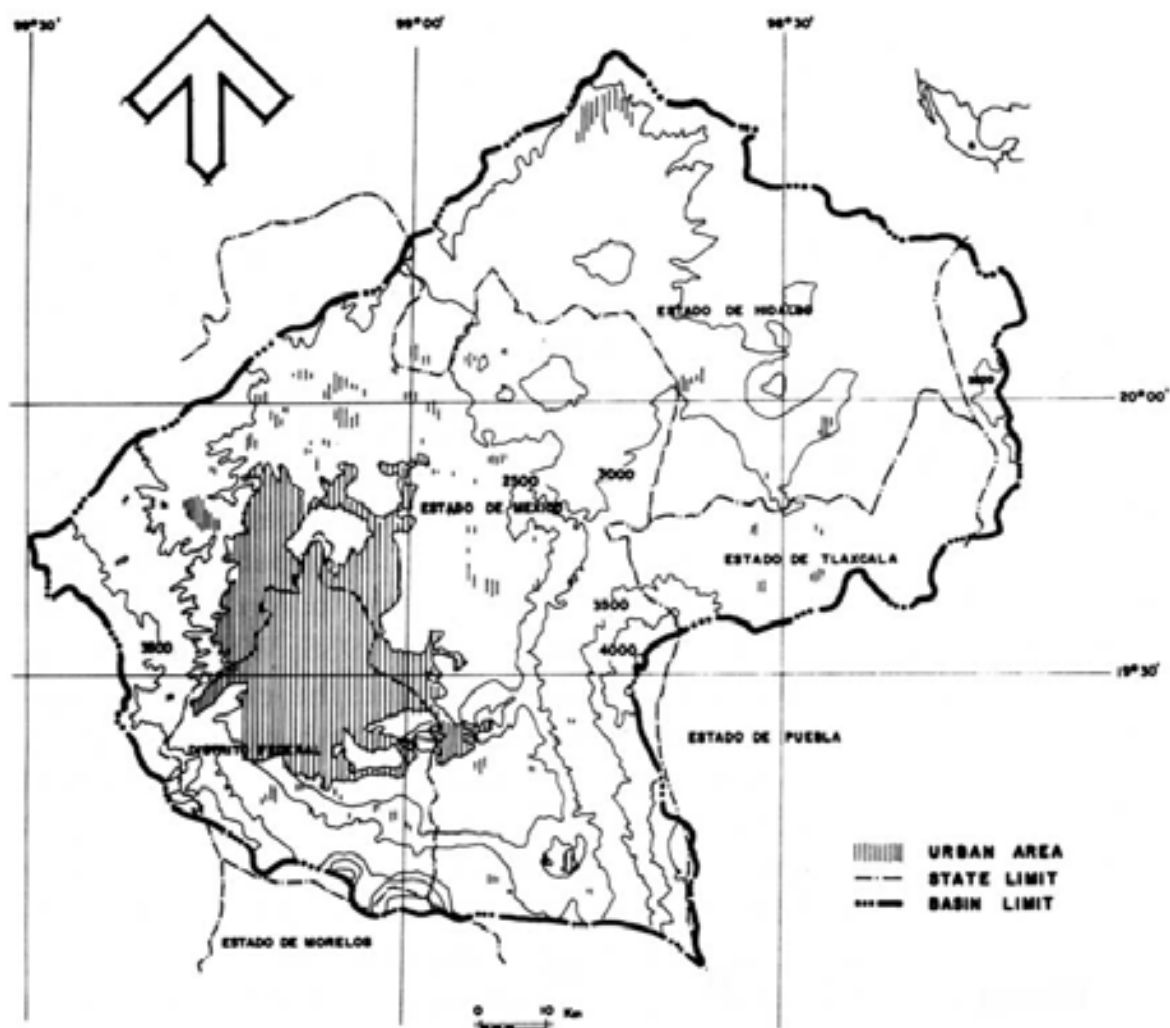 99°30'
99°00'
98°30'
ESTADO DE HIDALGO
20°00'
2500
3000
ESTADO DE MEXICO
ESTADO DE TLAXCALA
3500
4000
19°30'
ESTADO DE PUEBLA
DISTRITO FEDERAL
URBAN AREA
STATE LIMIT
BASIN LIMIT
ESTADO DE MORELOS
0 10 Km